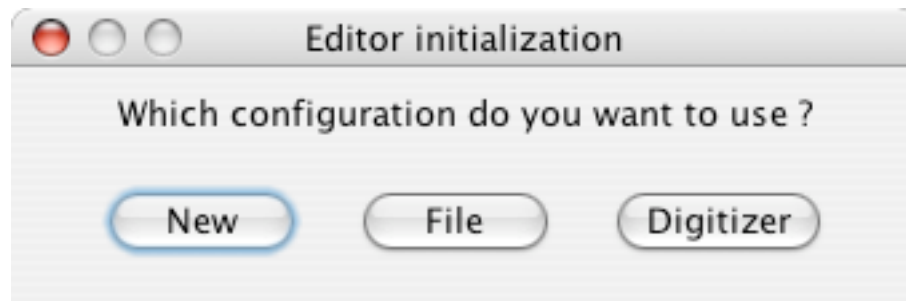 Editor initialization
Which configuration do you want to use ?
New File Digitizer